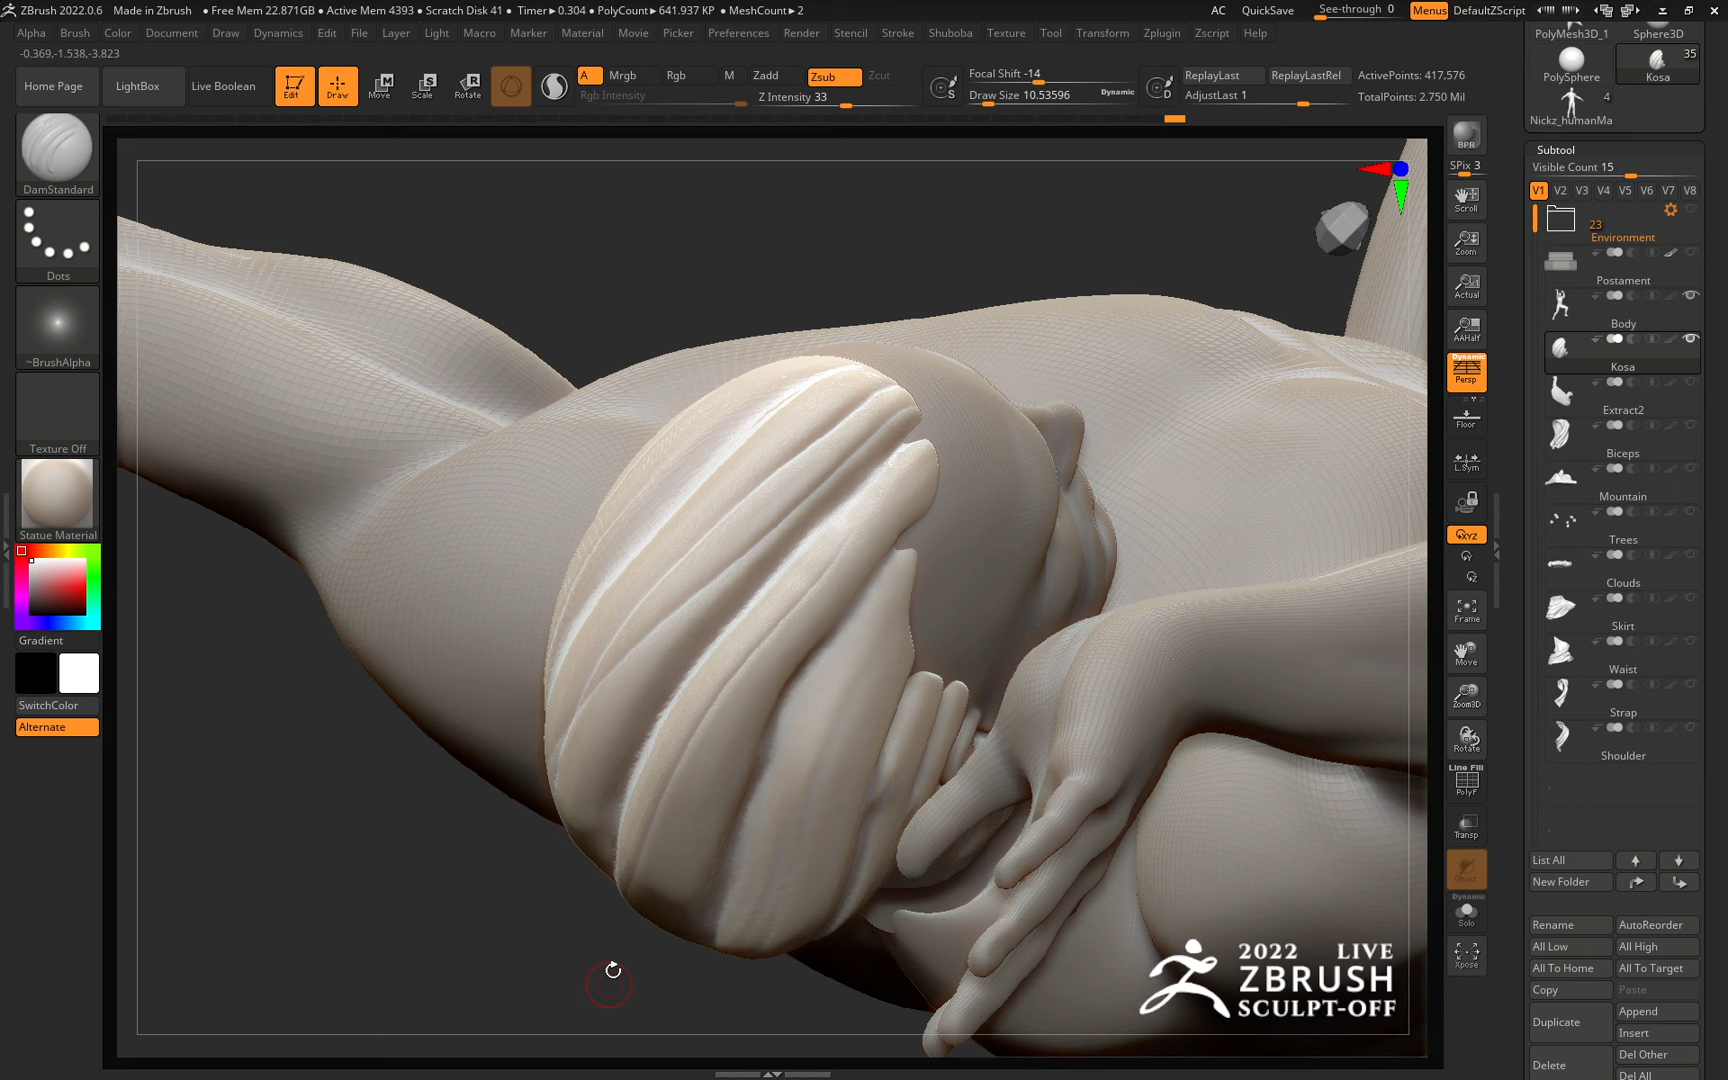 ZBrush 2022.0.6 Made in Zbrush ● Free Mem 22.871GB ● Active Mem 4393 ● Scratch Disk 41 ● Timer►0.304 ● PolyCount►641.937 KP ● MeshCount►2 AC QuickSave See-through 0 Menus DefaultZScript
Alpha Brush Color Document Draw Dynamics Edit File Layer Light Macro Marker Material Movie Picker Preferences Render Stencil Stroke Shuboba Texture Tool Transform Zplugin Zscript Help
-0.369,-1.538,-3.823
Home Page LightBox Live Boolean Edit Draw Move Scale Rotate
A Mrgb Rgb M Zadd Zsub Zcut
Rgb Intensity Z Intensity 33
S Focal Shift -14
Draw Size 10.53596 Dynamic
D ReplayLast ReplayLastRel
AdjustLast 1
ActivePoints: 417,576
TotalPoints: 2.750 Mil
DamStandard
Dots
~BrushAlpha
Texture Off
Statue Material
Gradient
SwitchColor
Alternate
2022 LIVE
ZBRUSH
SCULPT-OFF
BPR
SPix 3
Scroll
Zoom
Actual
AAHalf
Dynamic
Persp
Floor
L.Sym
XYZ
Y
Z
Frame
Move
Zoom3D
Rotate
Line Fill
PolyF
Transp
Ghost
Dynamic
Solo
Xpose
PolyMesh3D_1 Sphere3D
35
PolySphere Kosa
4
Nickz_humanMa
Subtool
Visible Count 15
V1 V2 V3 V4 V5 V6 V7 V8
23
Environment
Postament
Body
Kosa
Extract2
Biceps
Mountain
Trees
Clouds
Skirt
Waist
Strap
Shoulder
List All
New Folder
Rename AutoReorder
All Low All High
All To Home All To Target
Copy Paste
Duplicate Append
Insert
Delete Del Other
Del All